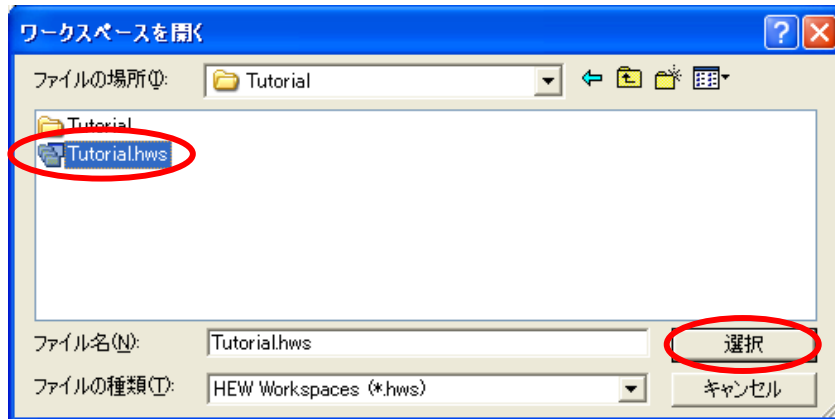 ワークスペースを開く
ファイルの場所(I): Tutorial
Tutorial
Tutorial.hws
ファイル名(N): Tutorial.hws 選択
ファイルの種類(T): HEW Workspaces (*.hws) キャンセル